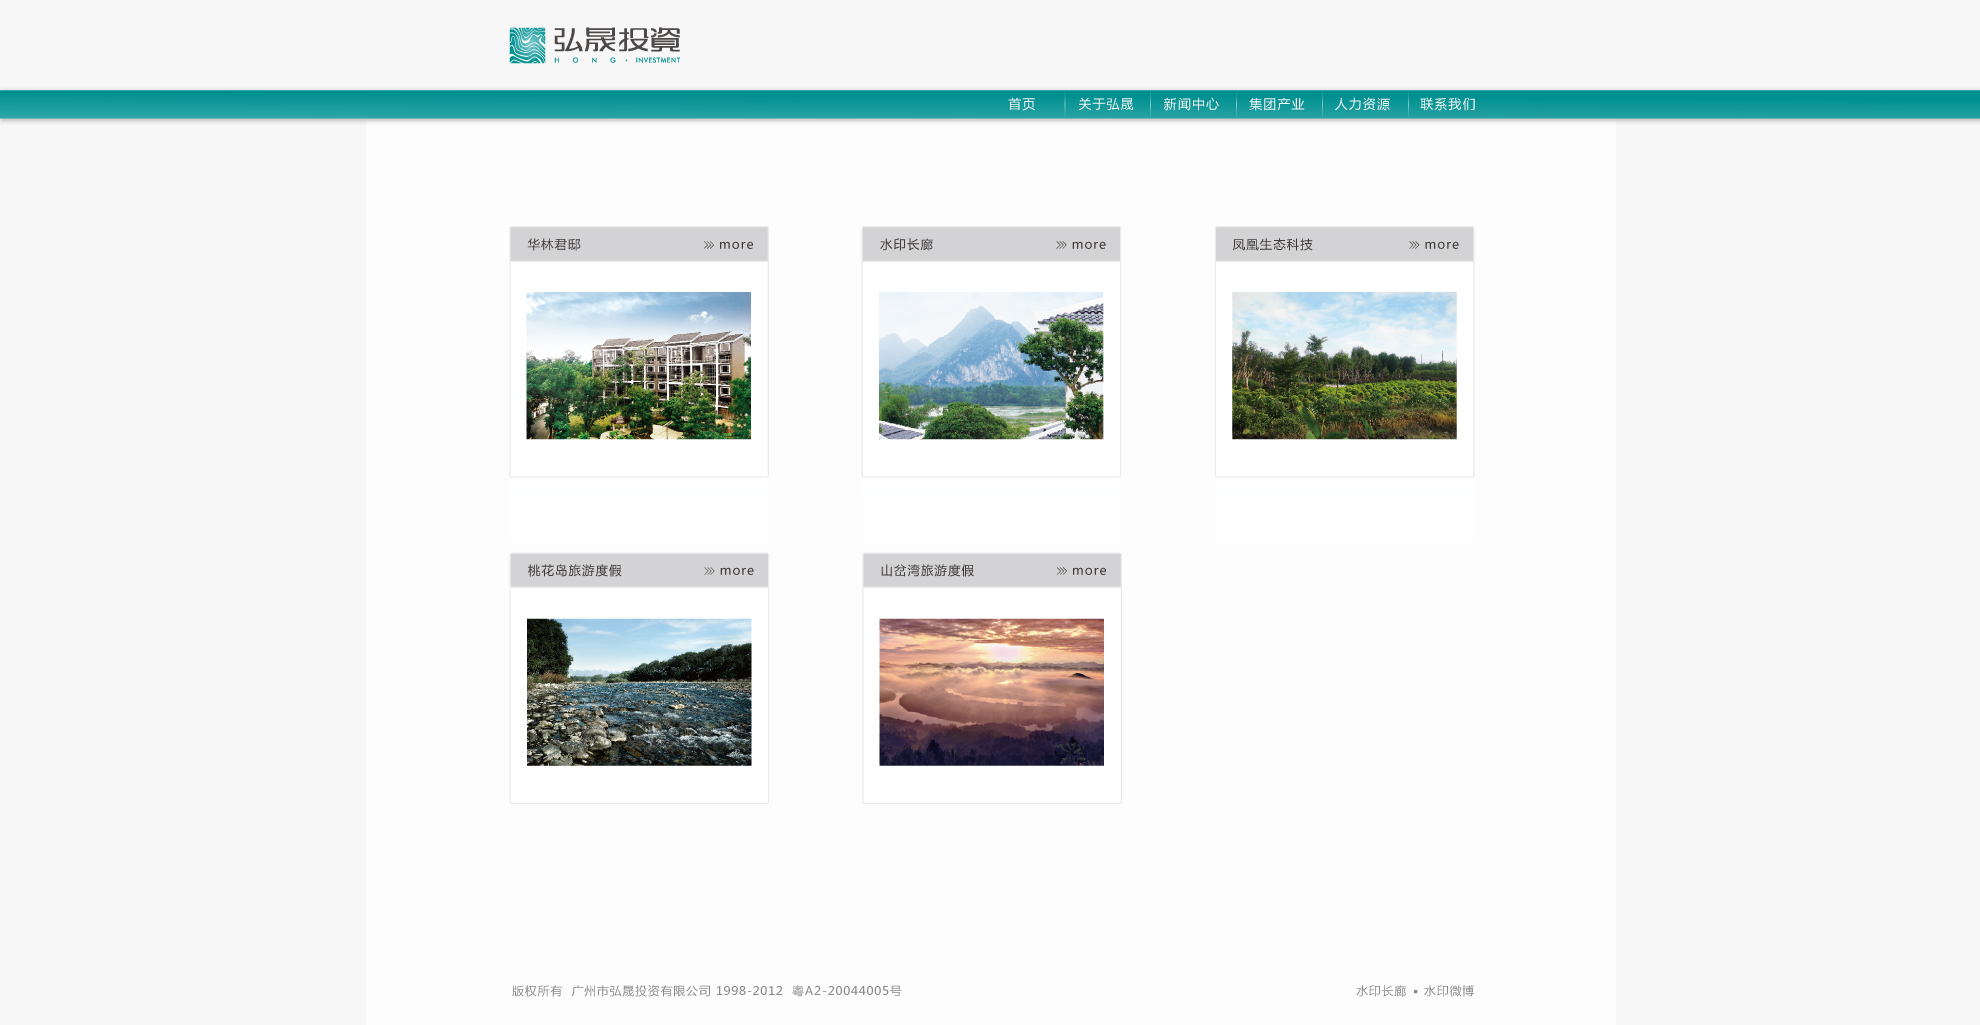 弘晟投資
HONG · INVESTMENT
首页 关于弘晟 新闻中心 集团产业 人力资源 联系我们
华林君邸 more
水印长廊 more
凤凰生态科技 more
桃花岛旅游度假 more
山岔湾旅游度假 more
版权所有 广州市弘晟投资有限公司 1998-2012 粤A2-20044005号
水印长廊 ▪ 水印微博